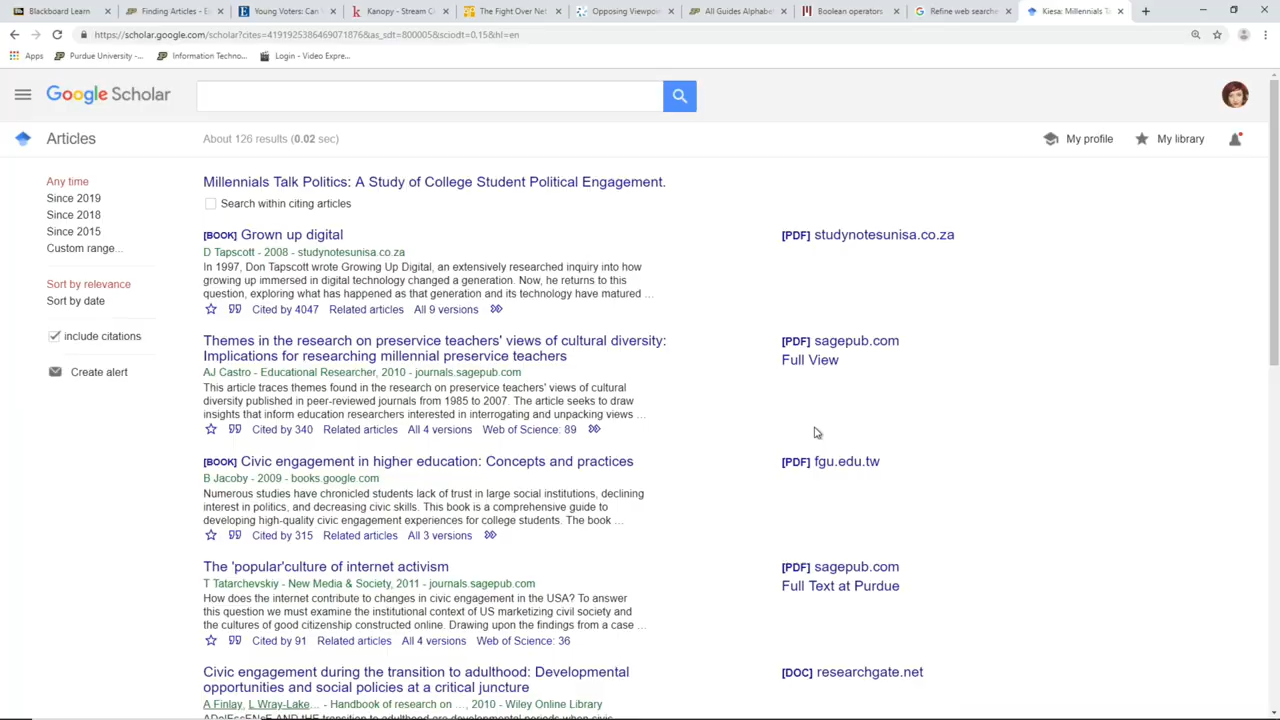 Blackboard Learn
Finding Articles - E
Young Voters: Can
Kanopy - Stream C
The Fight Over Net
Opposing Viewpoi
All Guides Alphabet
Boolean operators
Refine web searche
Kiesa: Millennials T
https://scholar.google.com/scholar?cites=4191925386469071876&as_sdt=800005&sciodt=0,15&hl=en
Apps
Purdue University -...
Information Techno...
Login - Video Expre...
Google Scholar
Articles
About 126 results (0.02 sec)
My profile
My library
Any time
Since 2019
Since 2018
Since 2015
Custom range...
Sort by relevance
Sort by date
include citations
Create alert
Millennials Talk Politics: A Study of College Student Political Engagement.
Search within citing articles
[BOOK] Grown up digital
D Tapscott - 2008 - studynotesunisa.co.za
In 1997, Don Tapscott wrote Growing Up Digital, an extensively researched inquiry into how
growing up immersed in digital technology changed a generation. Now, he returns to this
question, exploring what has happened as that generation and its technology have matured ...
Cited by 4047 Related articles All 9 versions
[PDF] studynotesunisa.co.za
Themes in the research on preservice teachers' views of cultural diversity:
Implications for researching millennial preservice teachers
AJ Castro - Educational Researcher, 2010 - journals.sagepub.com
This article traces themes found in the research on preservice teachers' views of cultural
diversity published in peer-reviewed journals from 1985 to 2007. The article seeks to draw
insights that inform education researchers interested in interrogating and unpacking views ...
Cited by 340 Related articles All 4 versions Web of Science: 89
[PDF] sagepub.com
Full View
[BOOK] Civic engagement in higher education: Concepts and practices
B Jacoby - 2009 - books.google.com
Numerous studies have chronicled students lack of trust in large social institutions, declining
interest in politics, and decreasing civic skills. This book is a comprehensive guide to
developing high-quality civic engagement experiences for college students. The book ...
Cited by 315 Related articles All 3 versions
[PDF] fgu.edu.tw
The 'popular'culture of internet activism
T Tatarchevskiy - New Media & Society, 2011 - journals.sagepub.com
How does the internet contribute to changes in civic engagement in the USA? To answer
this question we must examine the institutional context of US marketizing civil society and
the cultures of good citizenship constructed online. Drawing upon the findings from a case ...
Cited by 91 Related articles All 4 versions Web of Science: 36
[PDF] sagepub.com
Full Text at Purdue
Civic engagement during the transition to adulthood: Developmental
opportunities and social policies at a critical juncture
A Finlay, L Wray-Lake... - Handbook of research on ..., 2010 - Wiley Online Library
[DOC] researchgate.net